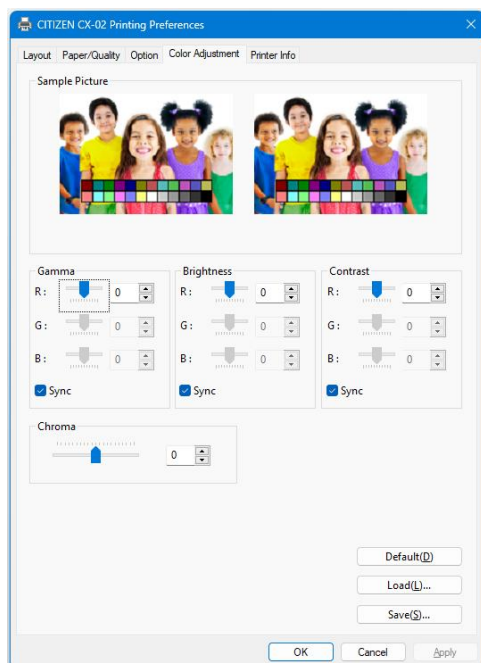 CITIZEN CX-02 Printing Preferences
Layout Paper/Quality Option Color Adjustment Printer Info
Sample Picture
Gamma Brightness Contrast
R: 0 R: 0 R: 0
G: 0 G: 0 G: 0
B: 0 B: 0 B: 0
Sync Sync Sync
Chroma
0
Default(D)
Load(L)...
Save(S)...
OK Cancel Apply